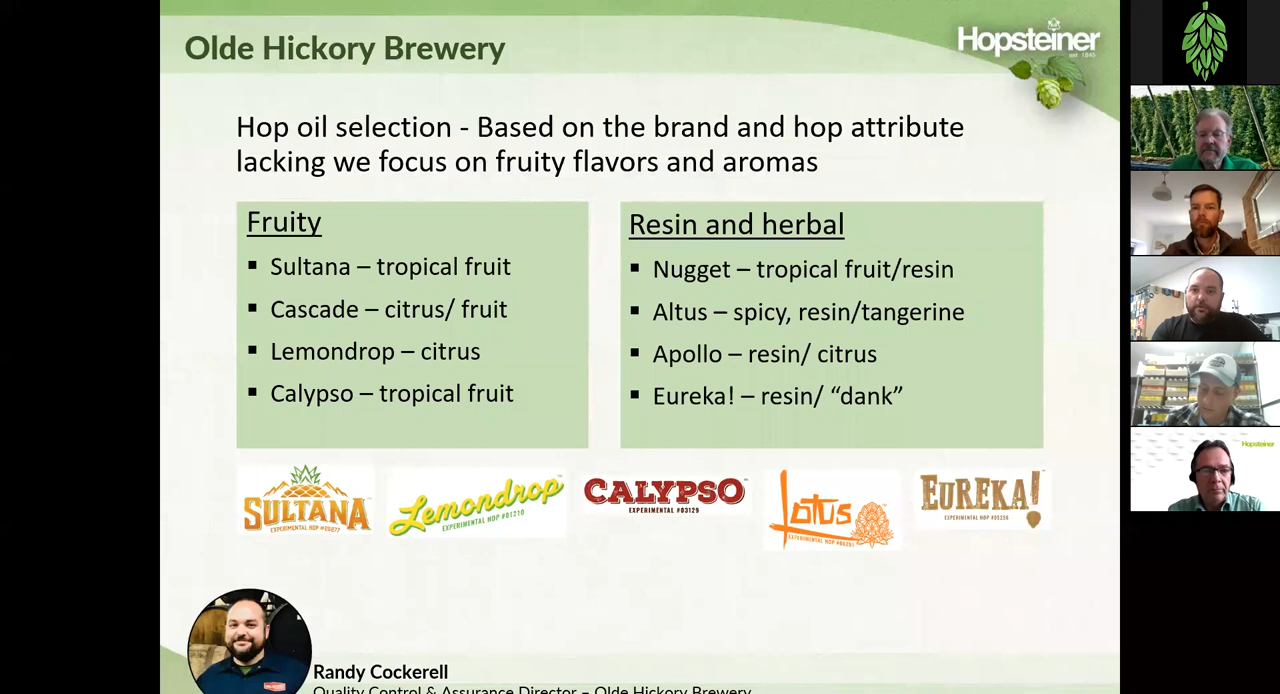 Olde Hickory Brewery
Hopsteiner
est. 1845
Hop oil selection - Based on the brand and hop attribute
lacking we focus on fruity flavors and aromas
Fruity
▪ Sultana – tropical fruit
▪ Cascade – citrus/ fruit
▪ Lemondrop – citrus
▪ Calypso – tropical fruit
Resin and herbal
▪ Nugget – tropical fruit/resin
▪ Altus – spicy, resin/tangerine
▪ Apollo – resin/ citrus
▪ Eureka! – resin/ “dank”
SULTANA
EXPERIMENTAL HOP
Lemondrop
EXPERIMENTAL HOP #01210
CALYPSO
EXPERIMENTAL HOP #03129
Lotus
EXPERIMENTAL HOP
EUREKA!
EXPERIMENTAL HOP #05256
Hopsteiner
Randy Cockerell
Quality Control & Assurance Director – Olde Hickory Brewery